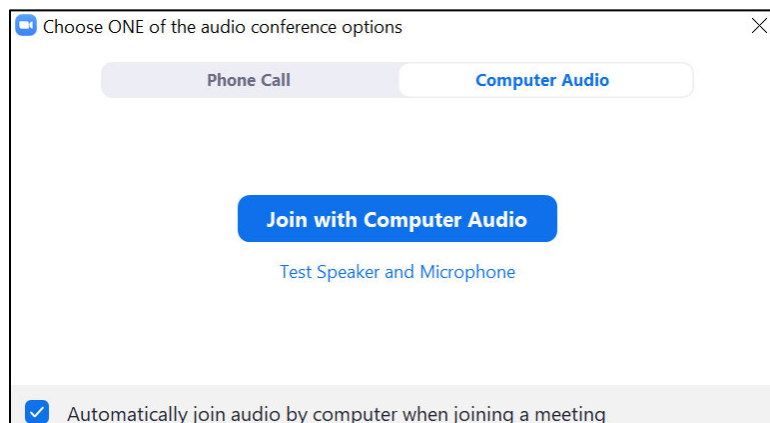 Choose ONE of the audio conference options
Phone Call
Computer Audio
Join with Computer Audio
Test Speaker and Microphone
Automatically join audio by computer when joining a meeting